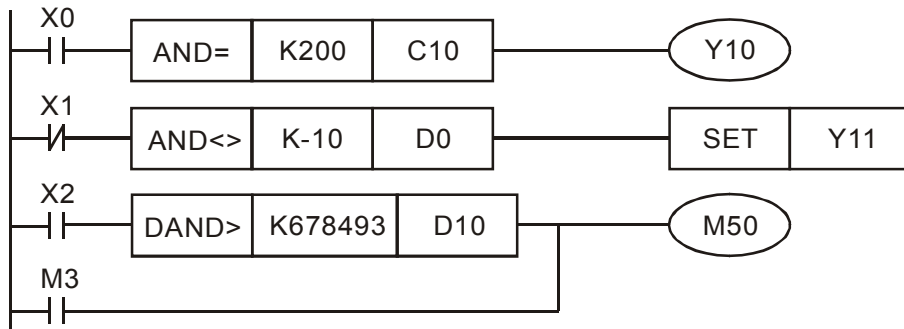 X0
AND= K200 C10 Y10
X1
AND<> K-10 D0 SET Y11
X2
DAND> K678493 D10 M50
M3